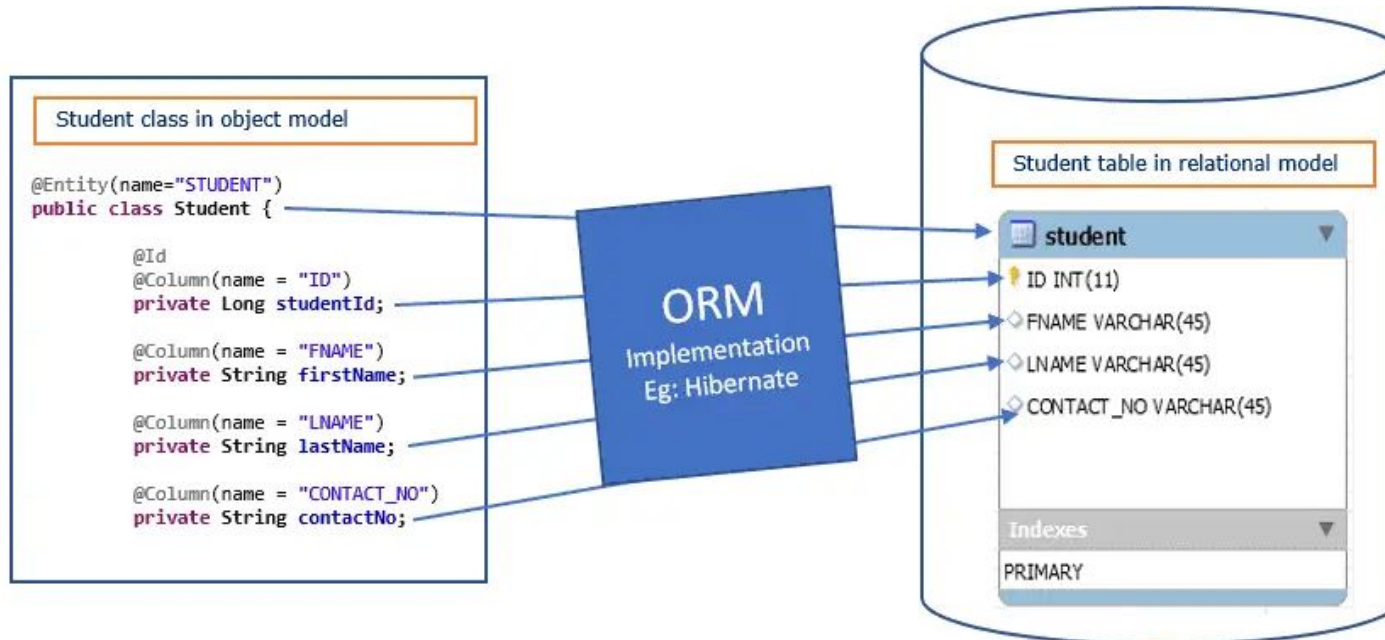 Student class in object model
@Entity(name="STUDENT")
public class Student {
@Id
@Column(name = "ID")
private Long studentId;
@Column(name = "FNAME")
private String firstName;
@Column(name = "LNAME")
private String lastName;
@Column(name = "CONTACT_NO")
private String contactNo;
ORM
Implementation
Eg: Hibernate
Student table in relational model
student
ID INT(11)
FNAME VARCHAR(45)
LNAME VARCHAR(45)
CONTACT_NO VARCHAR(45)
Indexes
PRIMARY